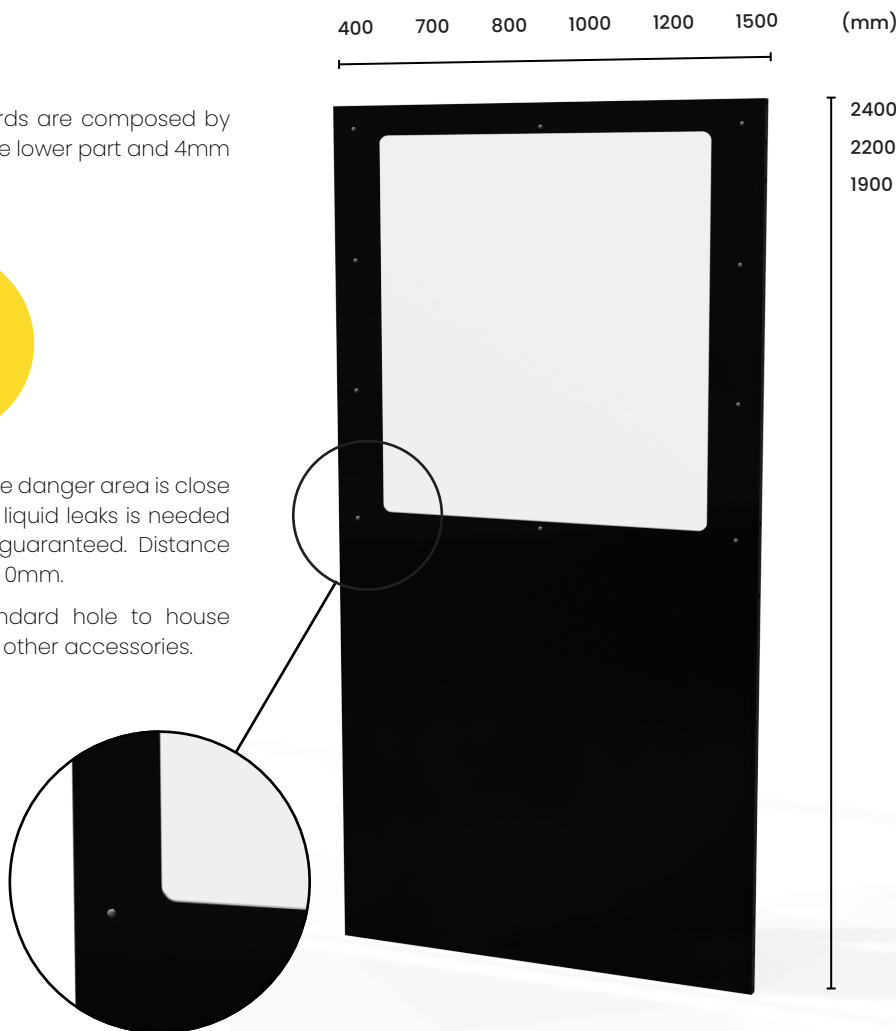 400 700 800 1000 1200 1500 (mm)
2400
2200
1900
rds are composed by
e lower part and 4mm
e danger area is close
liquid leaks is needed
guaranteed. Distance
0mm.
ndard hole to house
other accessories.